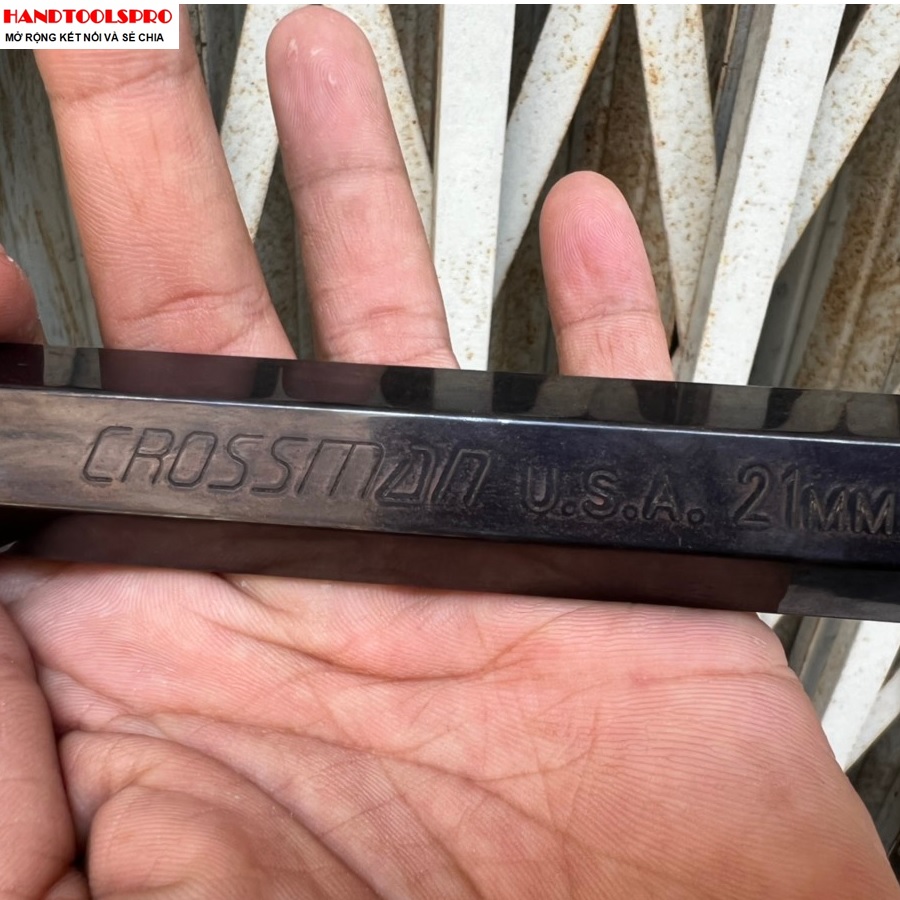 HANDTOOLSPRO
MỞ RỘNG KẾT NỐI VÀ SẺ CHIA
CROSSMAN U.S.A. 21MM